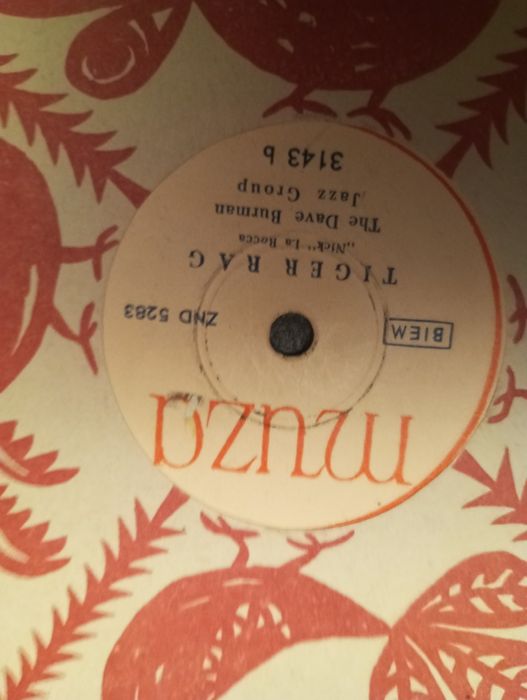 muza
BIEM
ZND 5283
TIGER RAG
„Nick” La Rocca
The Dave Burman
Jazz Group
3143 b